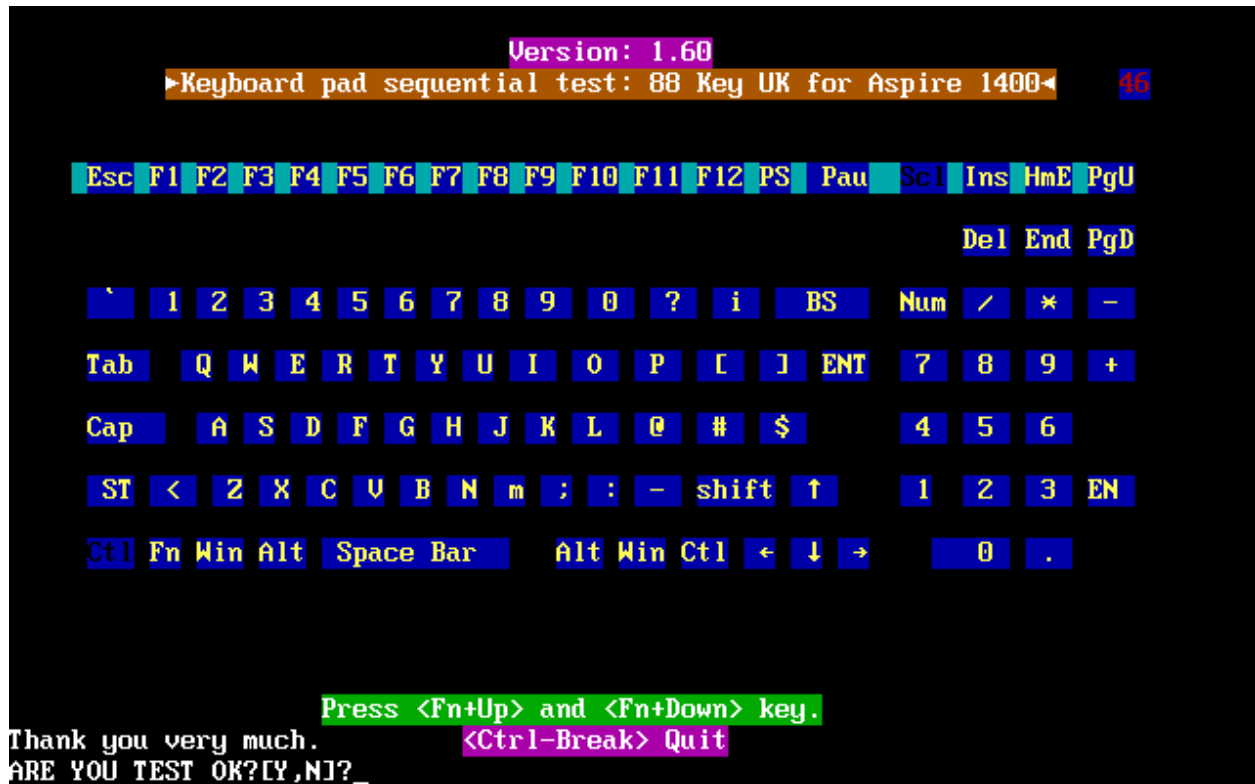 Version: 1.60
►Keyboard pad sequential test: 88 Key UK for Aspire 1400◄ 46
Esc F1 F2 F3 F4 F5 F6 F7 F8 F9 F10 F11 F12 PS Pau Scl Ins HmE PgU
Del End PgD
` 1 2 3 4 5 6 7 8 9 0 ? i BS Num / * -
Tab Q W E R T Y U I O P [ ] ENT 7 8 9 +
Cap A S D F G H J K L @ # $ 4 5 6
ST < Z X C V B N m ; : - shift ↑ 1 2 3 EN
Ctl Fn Win Alt Space Bar Alt Win Ctl ← ↓ → 0 .
Press <Fn+Up> and <Fn+Down> key.
Thank you very much. <Ctrl-Break> Quit
ARE YOU TEST OK?[Y,N]?_